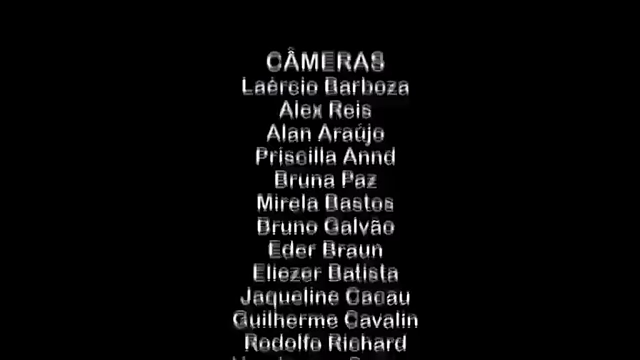 CÂMERAS
Laércio Barboza
Alex Reis
Alan Araújo
Priscilla Annd
Bruna Paz
Mirela Bastos
Bruno Galvão
Eder Braun
Eliezer Batista
Jaqueline Cacau
Guilherme Cavalin
Rodolfo Richard